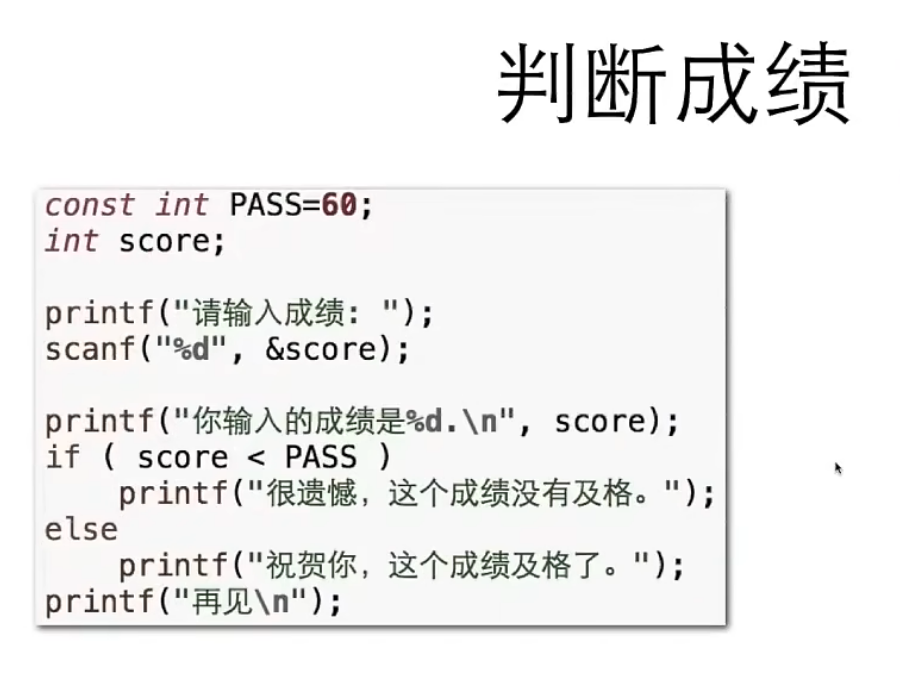 判断成绩
const int PASS=60;
int score;
printf("请输入成绩: ");
scanf("%d", &score);
printf("你输入的成绩是%d.\n", score);
if ( score < PASS )
printf("很遗憾，这个成绩没有及格。");
else
printf("祝贺你，这个成绩及格了。");
printf("再见\n");